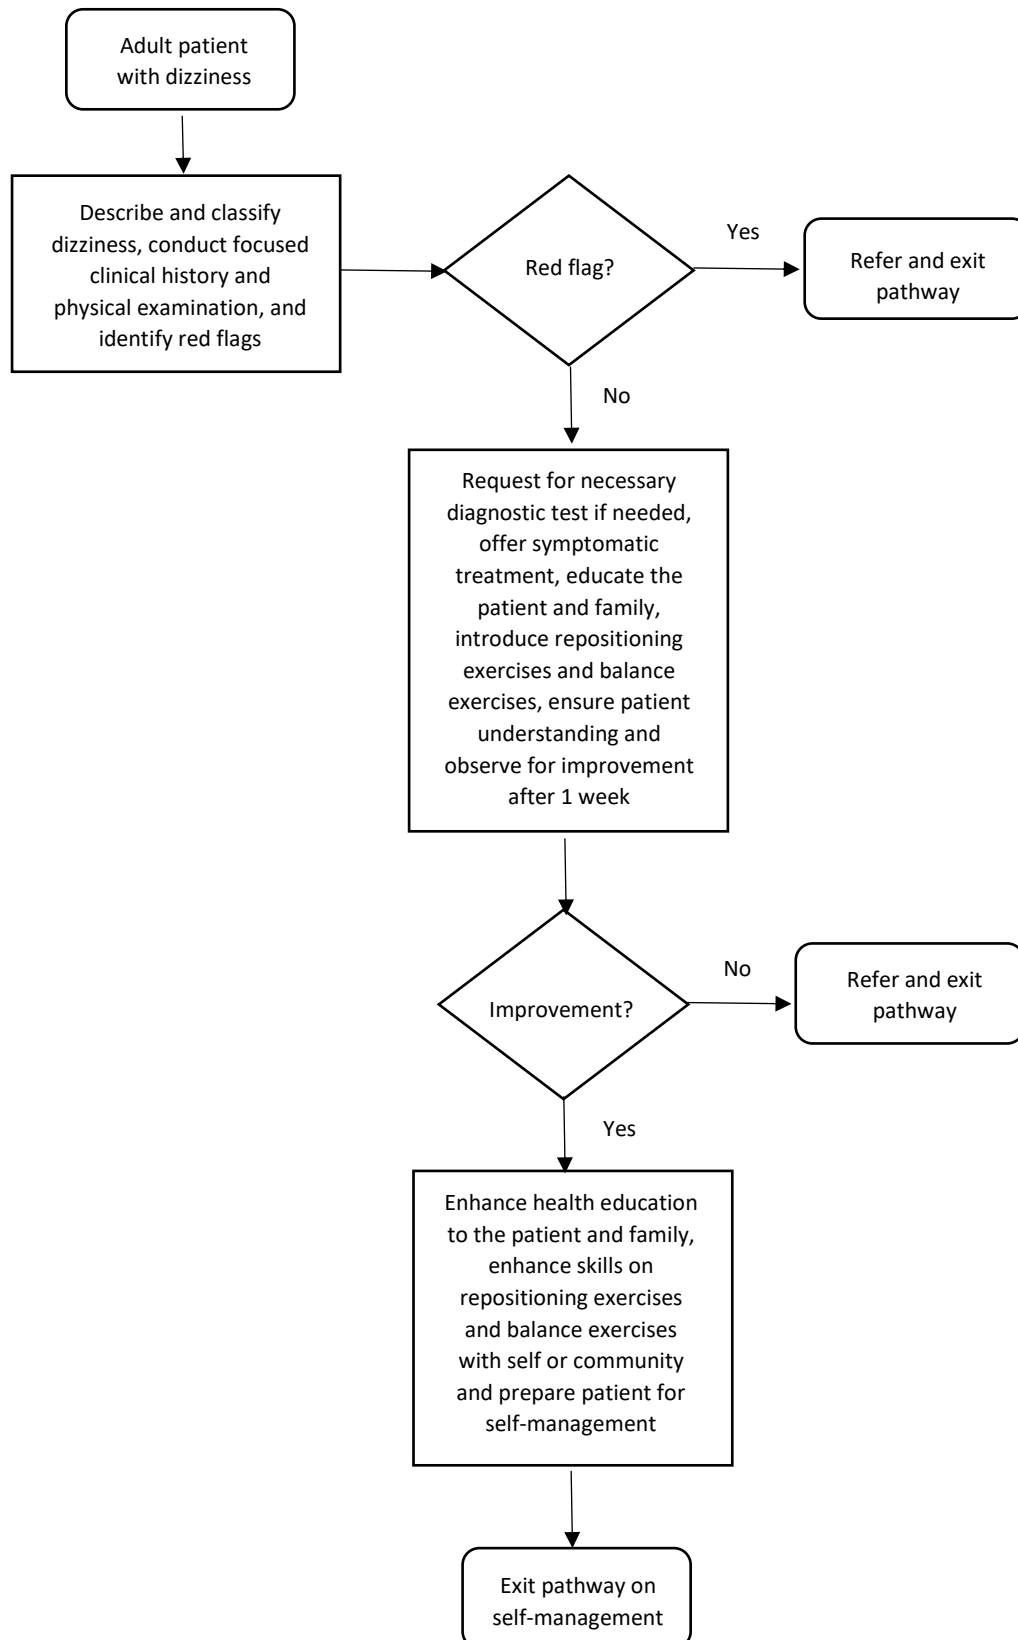 Adult patient
with dizziness
Describe and classify
dizziness, conduct focused
clinical history and
physical examination, and
identify red flags
Red flag?
Yes
Refer and exit
pathway
No
Request for necessary
diagnostic test if needed,
offer symptomatic
treatment, educate the
patient and family,
introduce repositioning
exercises and balance
exercises, ensure patient
understanding and
observe for improvement
after 1 week
Improvement?
No
Refer and exit
pathway
Yes
Enhance health education
to the patient and family,
enhance skills on
repositioning exercises
and balance exercises
with self or community
and prepare patient for
self-management
Exit pathway on
self-management